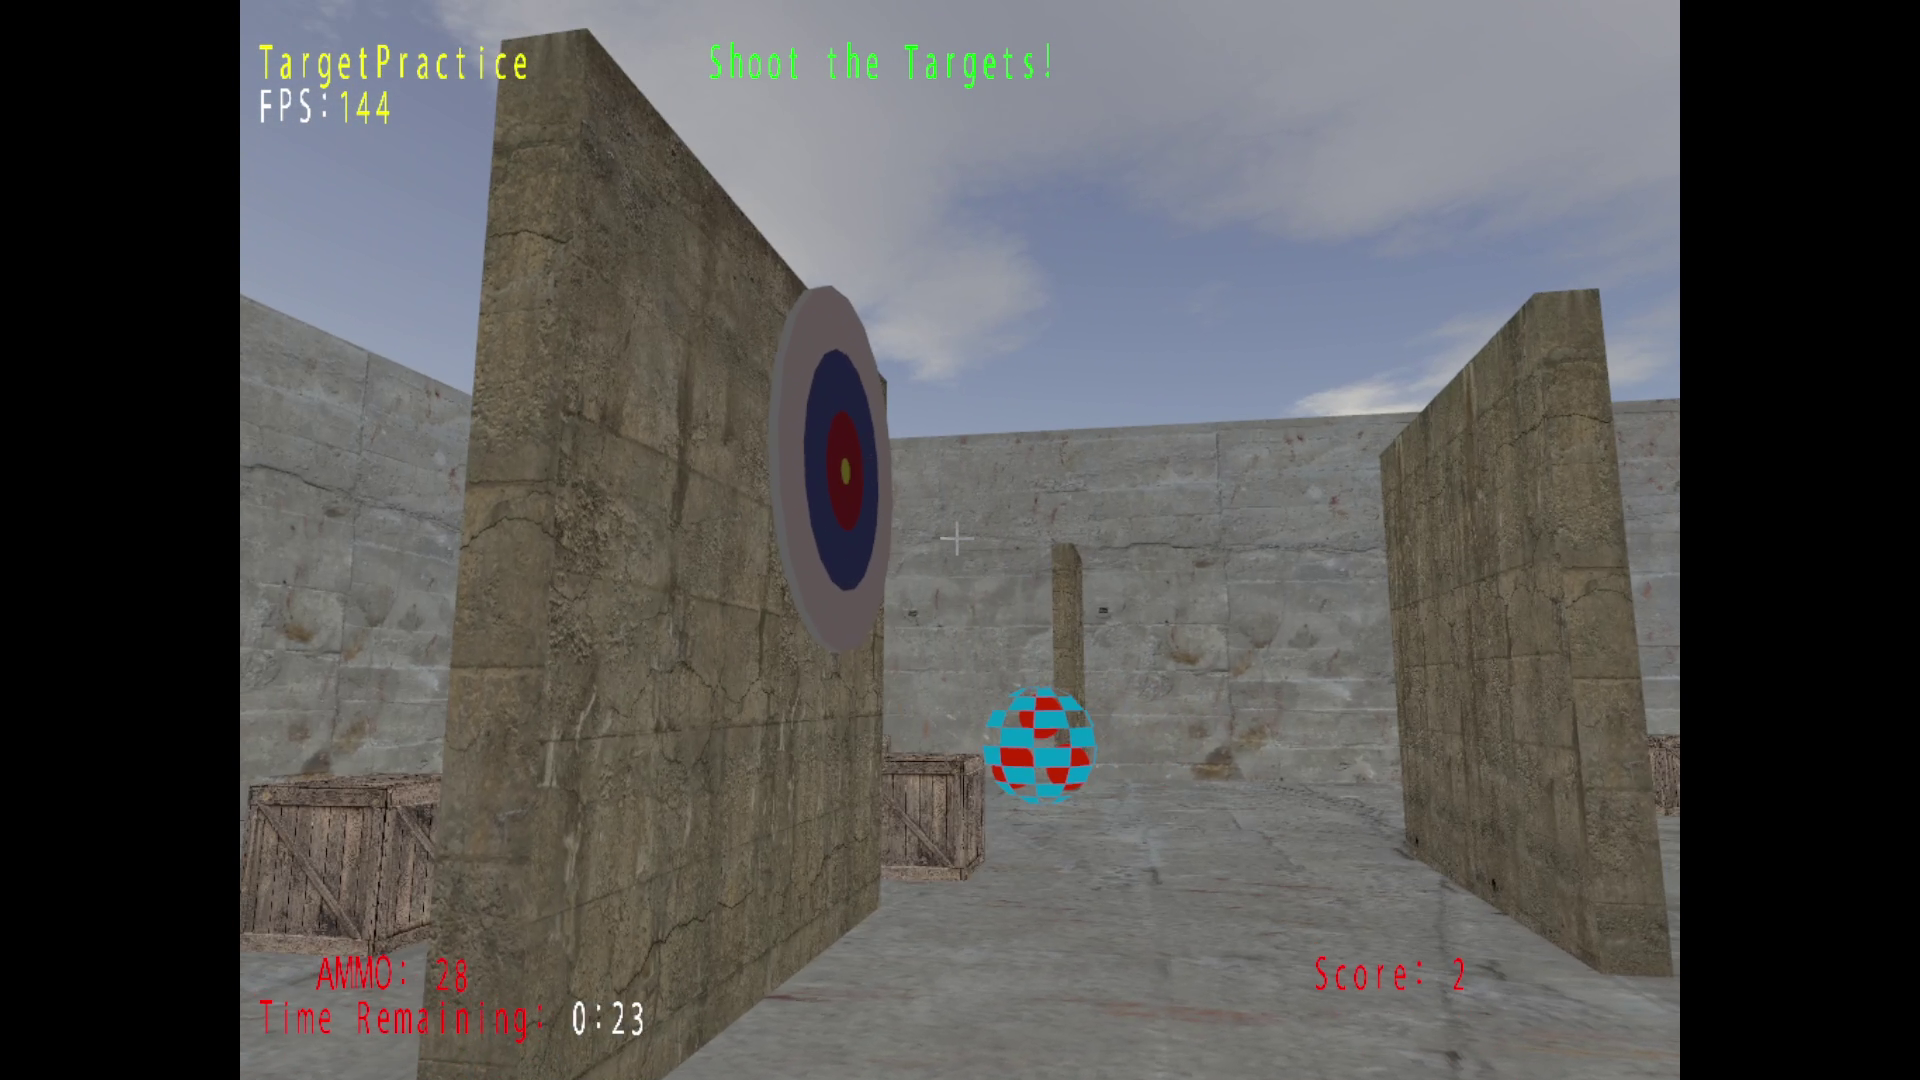 TargetPractice
Shoot the Targets!
FPS:144
AMMO: 28
Score: 2
Time Remaining: 0:23